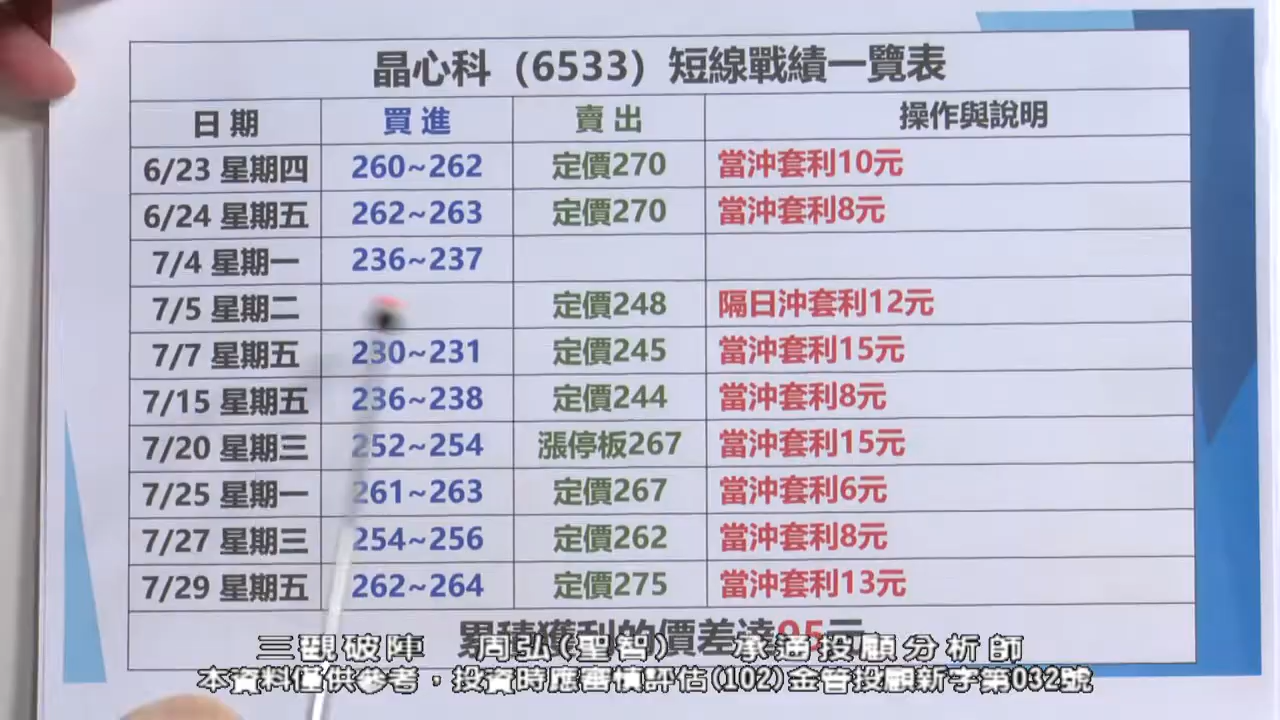 晶心科（6533）短線戰績一覽表
日期 買進 賣出 操作與說明
6/23 星期四 260~262 定價270 當沖套利10元
6/24 星期五 262~263 定價270 當沖套利8元
7/4 星期一 236~237
7/5 星期二 定價248 隔日沖套利12元
7/7 星期五 230~231 定價245 當沖套利15元
7/15 星期五 236~238 定價244 當沖套利8元
7/20 星期三 252~254 漲停板267 當沖套利15元
7/25 星期一 261~263 定價267 當沖套利6元
7/27 星期三 254~256 定價262 當沖套利8元
7/29 星期五 262~264 定價275 當沖套利13元
累積獲利的價差達95元
三觀破陣 周弘(聖智) 承通投顧分析師
本資料僅供參考，投資時應審慎評估(102)金管投顧新字第032號